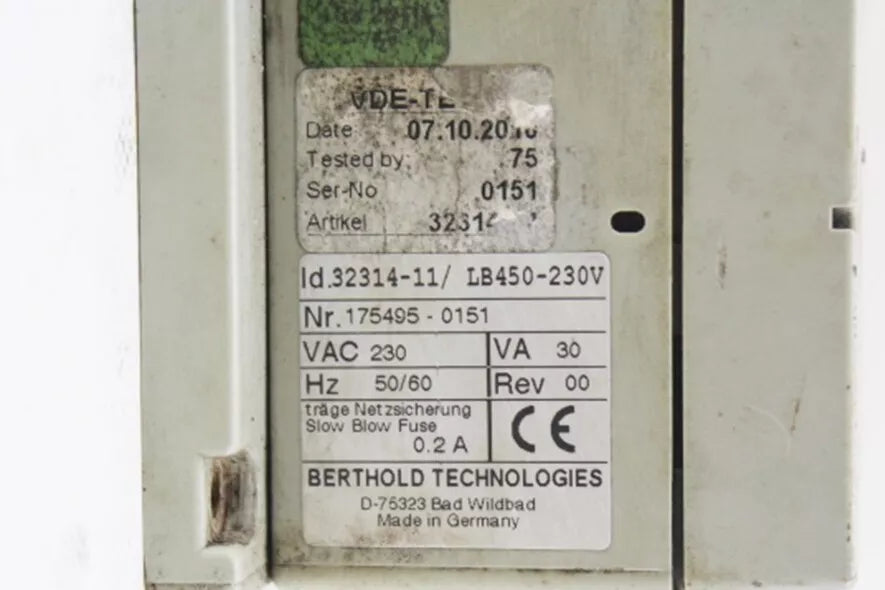 VDE-TE
Date 07.10.2010
Tested by: 75
Ser-No .0151
Artikel 32314
Id.32314-11/ LB450-230V
Nr.175495-0151
VAC 230 VA 30
Hz 50/60 Rev 00
träge Netzsicherung
Slow Blow Fuse
0.2 A
CE
BERTHOLD TECHNOLOGIES
D-75323 Bad Wildbad
Made in Germany